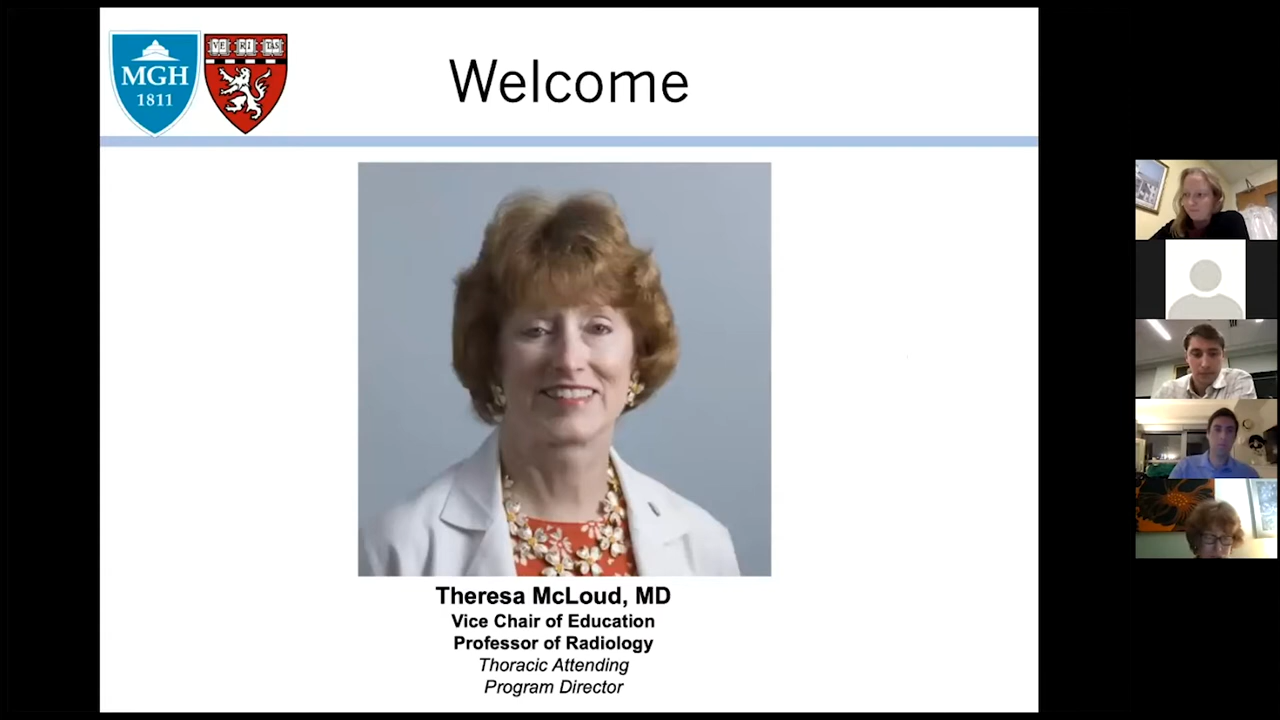 MGH
1811
VE RI TAS
Welcome
Theresa McLoud, MD
Vice Chair of Education
Professor of Radiology
Thoracic Attending
Program Director